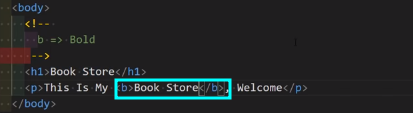 <body>
<!--
b => Bold
-->
<h1>Book Store</h1>
<p>This Is My <b>Book Store</b>, Welcome</p>
</body>